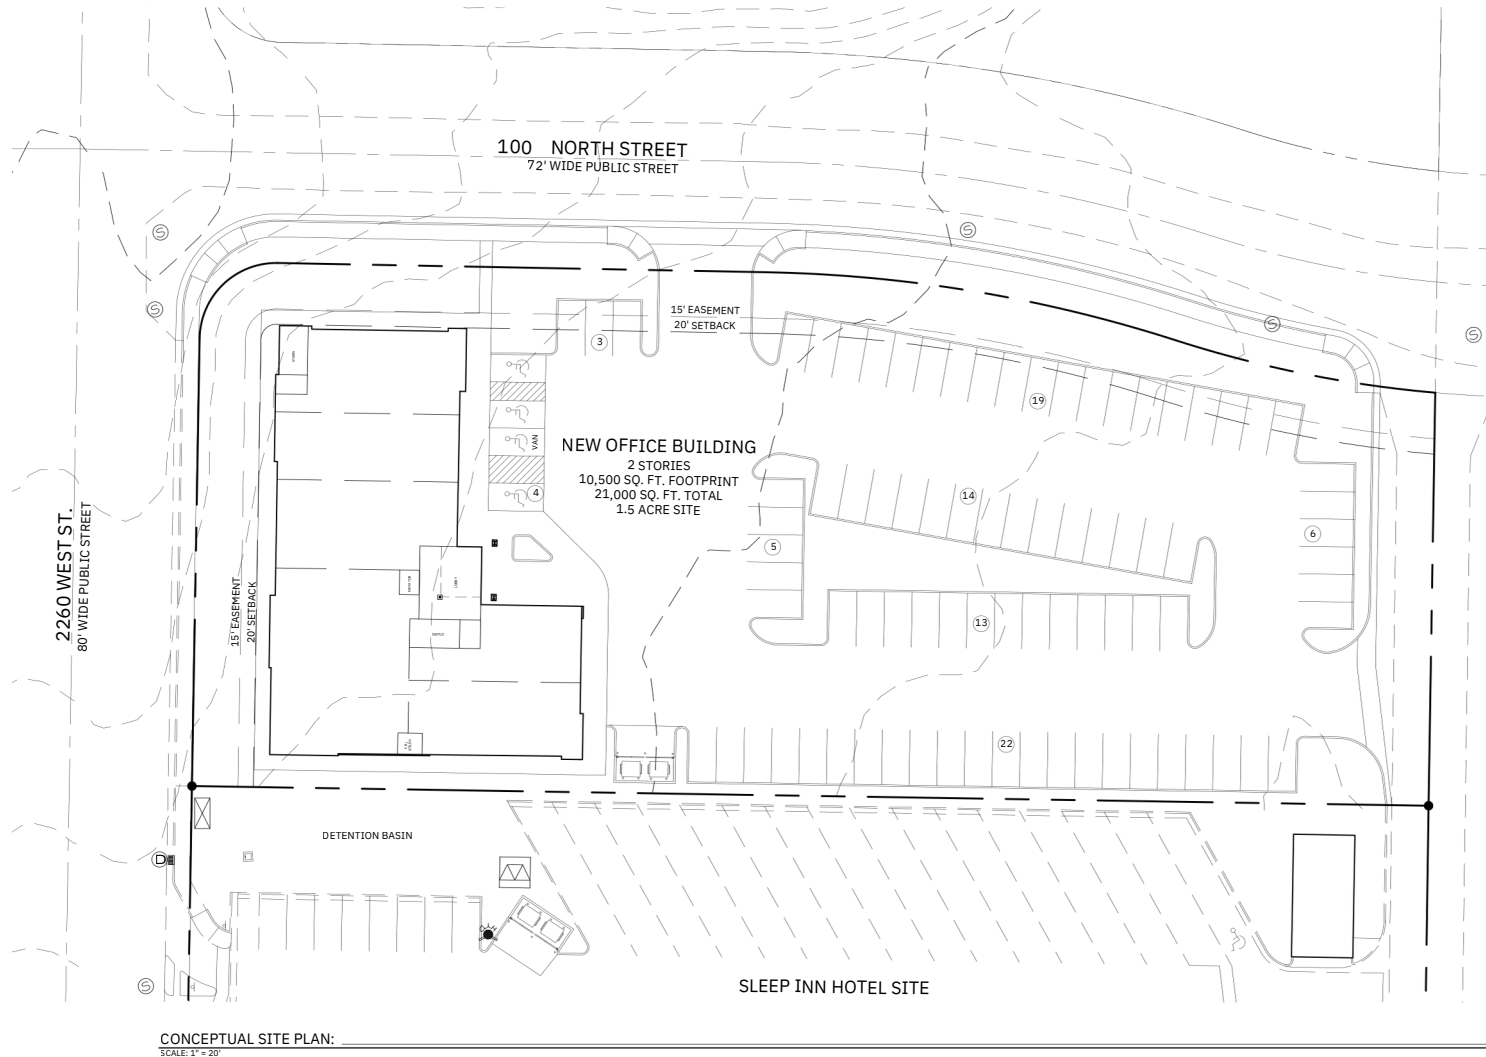 100 NORTH STREET
72' WIDE PUBLIC STREET
S
S
S
S
S
15' EASEMENT
20' SETBACK
3
19
VAN
4
NEW OFFICE BUILDING
2 STORIES
10,500 SQ. FT. FOOTPRINT
21,000 SQ. FT. TOTAL
1.5 ACRE SITE
14
5
6
2260 WEST ST.
80' WIDE PUBLIC STREET
15' EASEMENT
20' SETBACK
LOBBY
13
22
DETENTION BASIN
D
S
SLEEP INN HOTEL SITE
CONCEPTUAL SITE PLAN:
SCALE: 1" = 20'